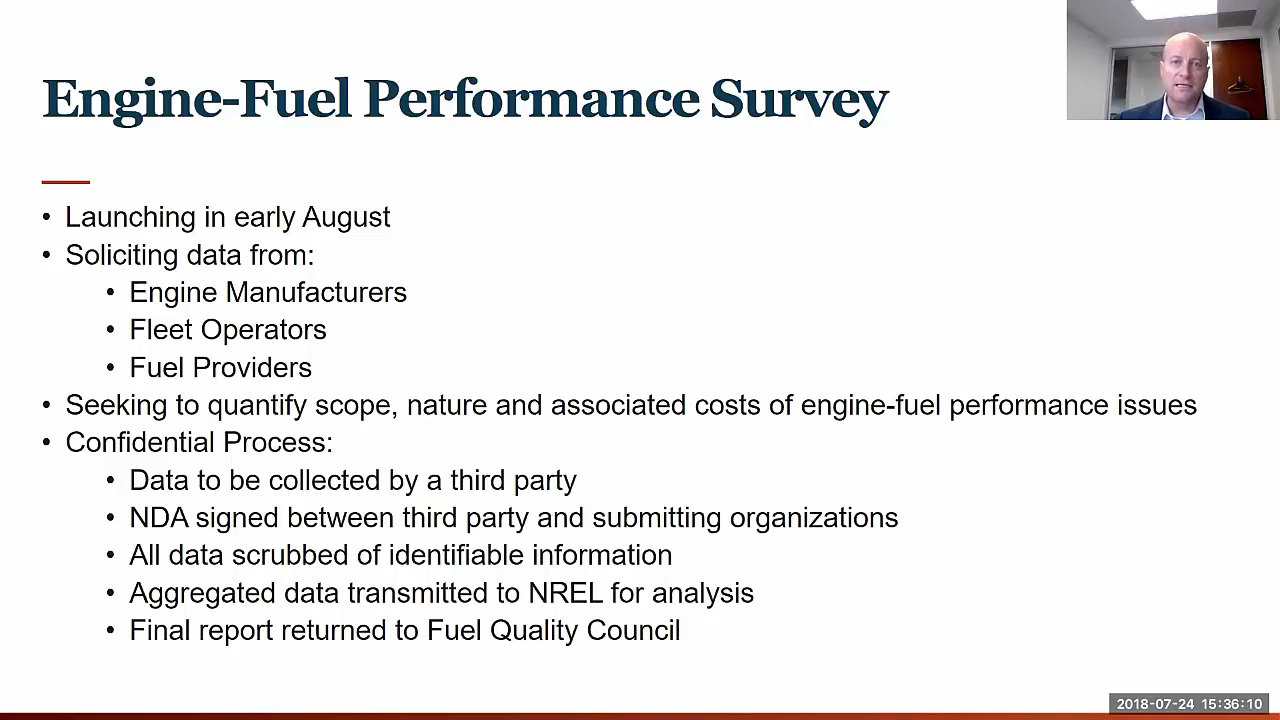 Engine-Fuel Performance Survey
• Launching in early August
• Soliciting data from:
• Engine Manufacturers
• Fleet Operators
• Fuel Providers
• Seeking to quantify scope, nature and associated costs of engine-fuel performance issues
• Confidential Process:
• Data to be collected by a third party
• NDA signed between third party and submitting organizations
• All data scrubbed of identifiable information
• Aggregated data transmitted to NREL for analysis
• Final report returned to Fuel Quality Council
2018-07-24 15:36:10